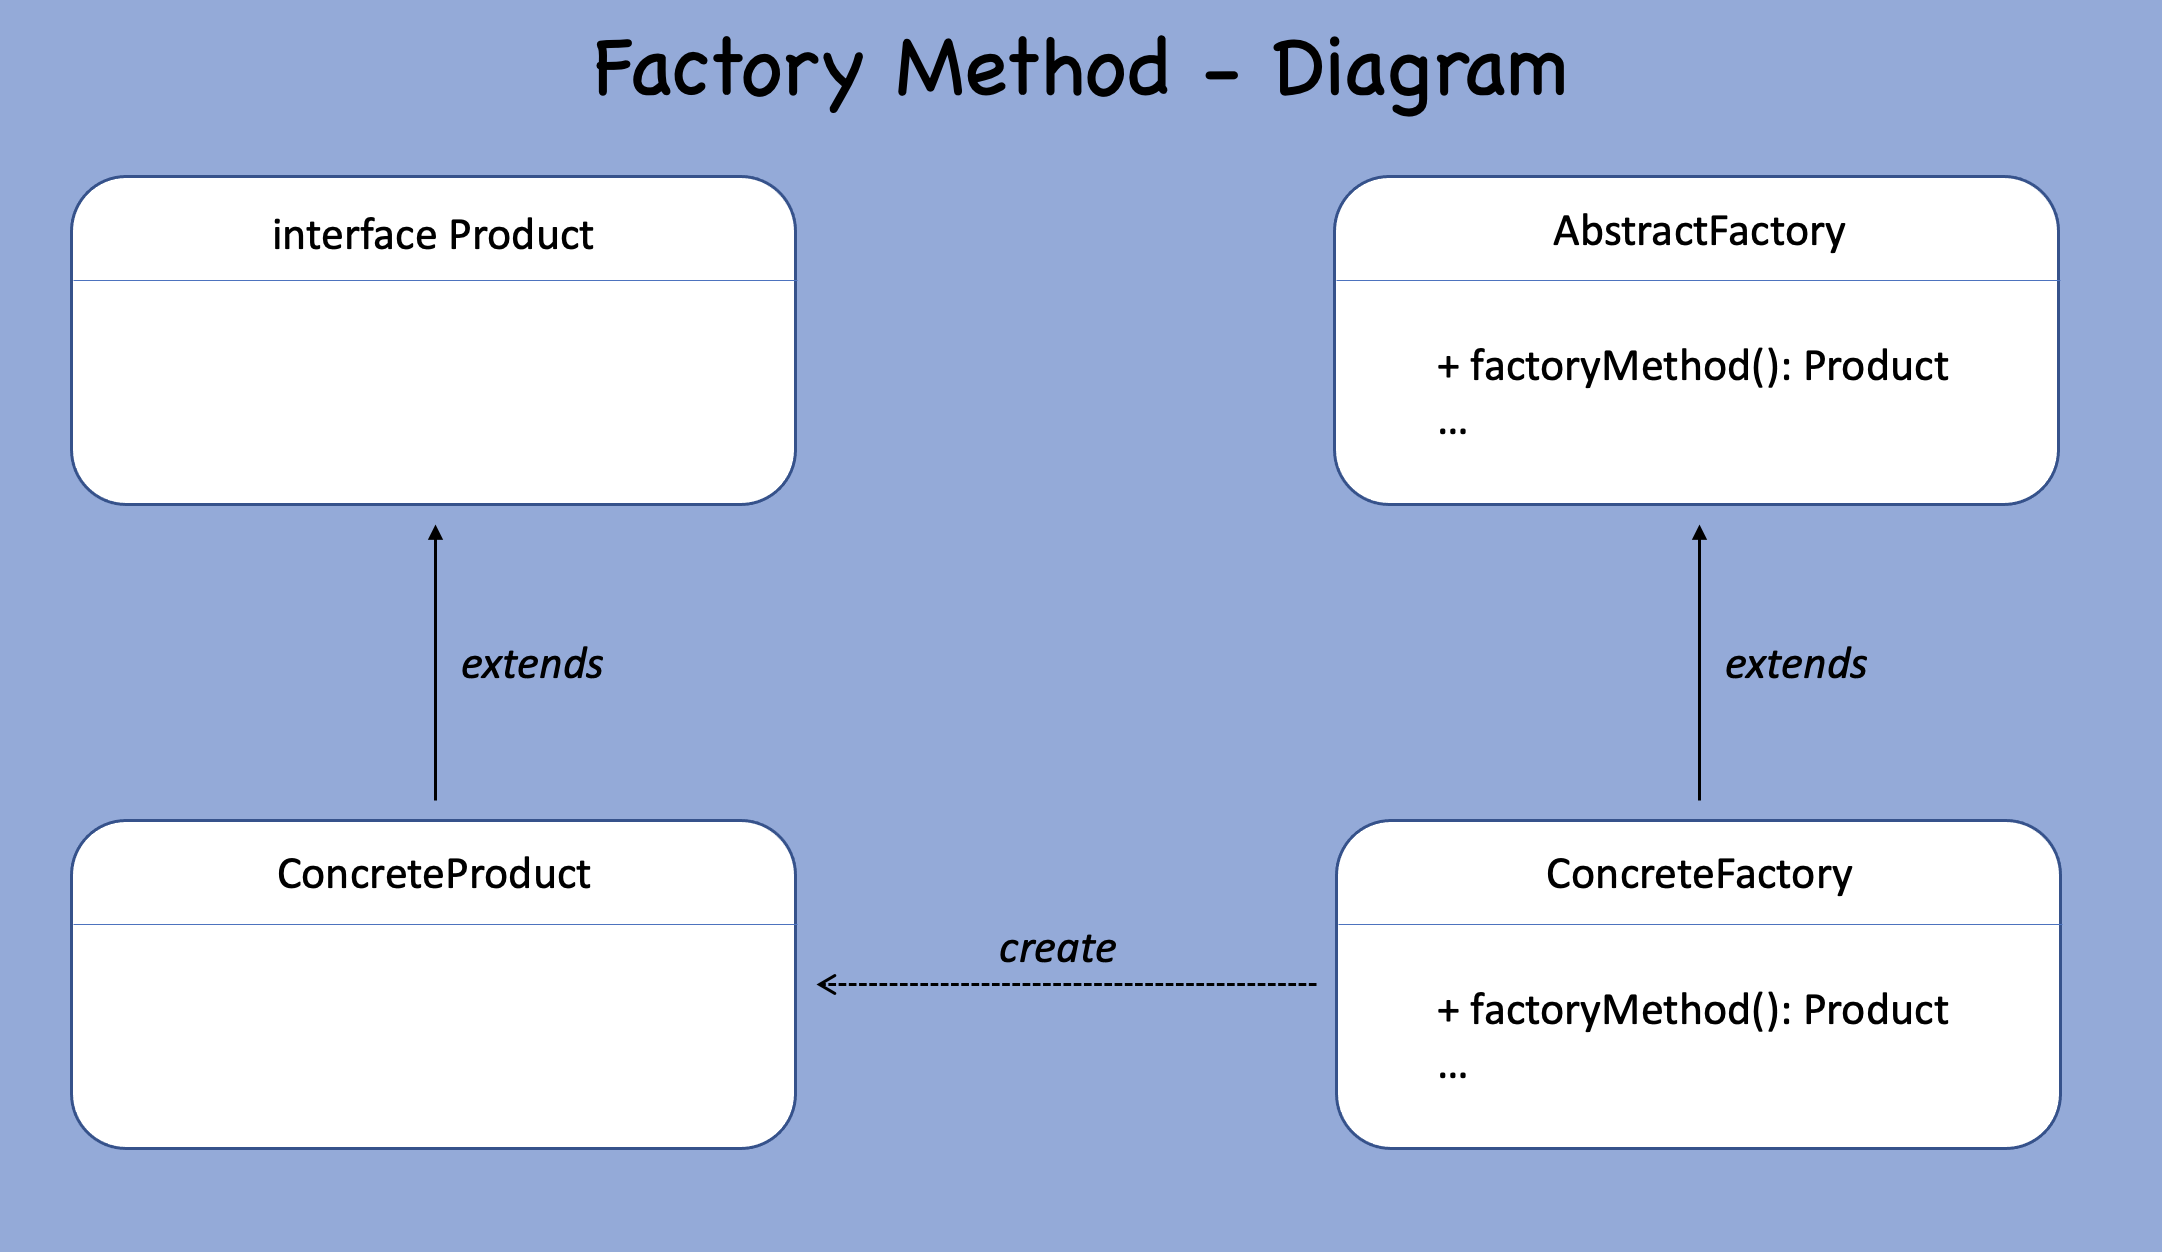 Factory Method - Diagram
interface Product
AbstractFactory
+ factoryMethod(): Product
...
extends
extends
ConcreteProduct
create
ConcreteFactory
+ factoryMethod(): Product
...